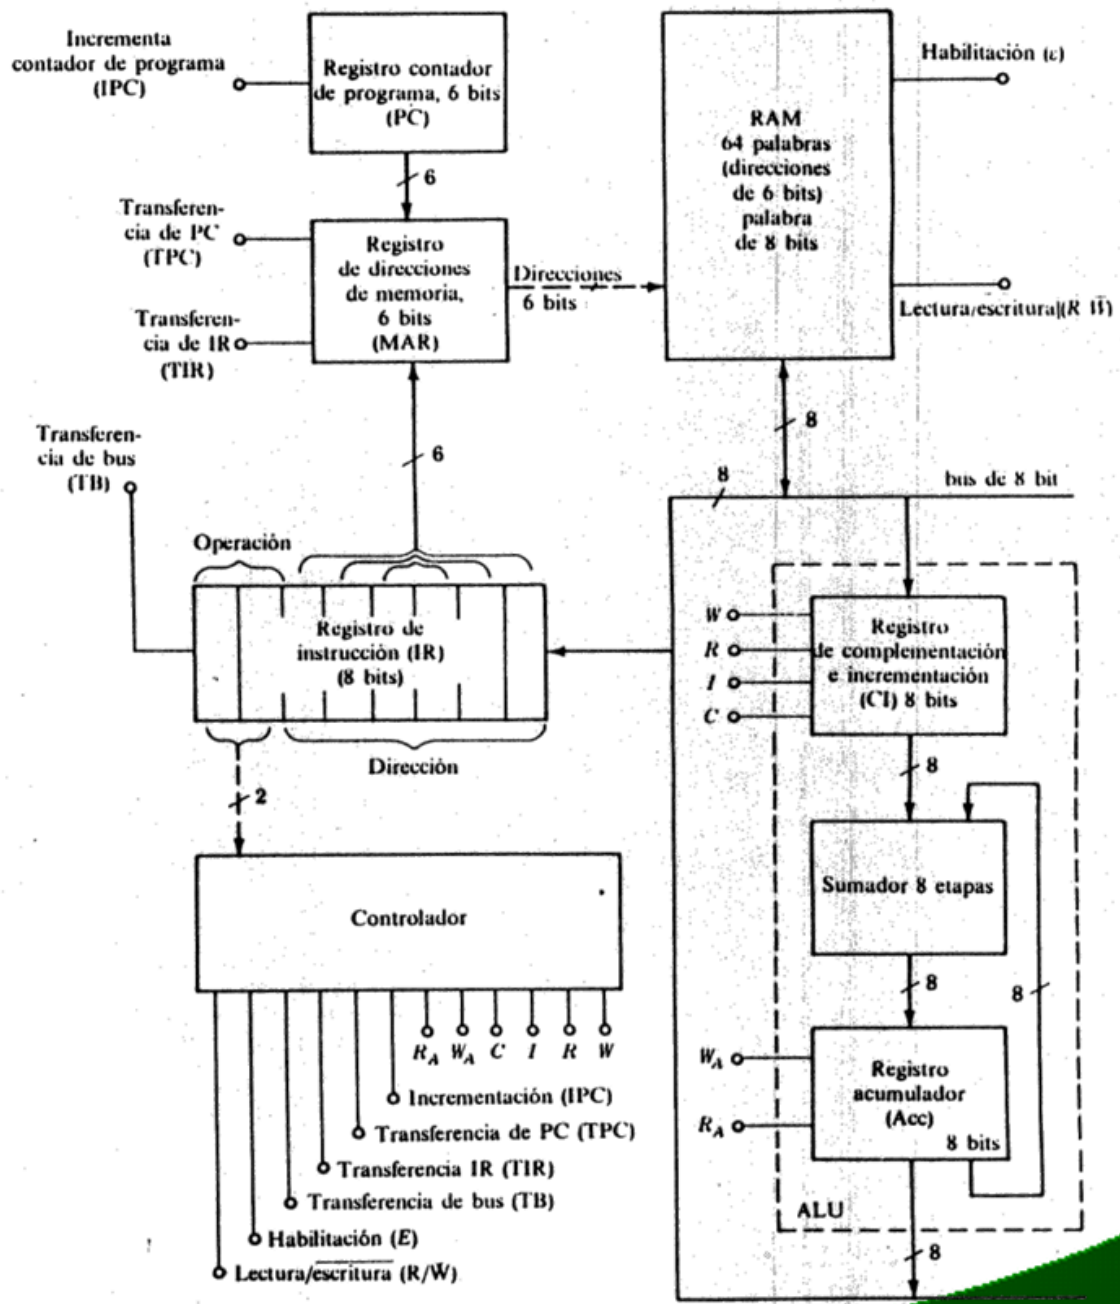 Incrementa
contador de programa
(IPC)
Registro contador
de programa, 6 bits
(PC)
6
Transferen-
cia de PC
(TPC)
Transferen-
cia de IR
(TIR)
Registro
de direcciones
de memoria,
6 bits
(MAR)
Direcciones
6 bits
RAM
64 palabras
(direcciones
de 6 bits)
palabra
de 8 bits
Habilitación (ε)
Lectura/escritura (R W̄)
8
Transferen-
cia de bus
(TB)
6
8
bus de 8 bit
Operación
Registro de
instrucción (IR)
(8 bits)
Dirección
2
W
R
I
C
Registro
de complementación
e incrementación
(CI) 8 bits
8
Sumador 8 etapas
8
8
Controlador
R_A W_A C I R W
Incrementación (IPC)
Transferencia de PC (TPC)
Transferencia IR (TIR)
Transferencia de bus (TB)
Habilitación (E)
Lectura/escritura (R/W̄)
W_A
R_A
Registro
acumulador
(Acc)
8 bits
ALU
8